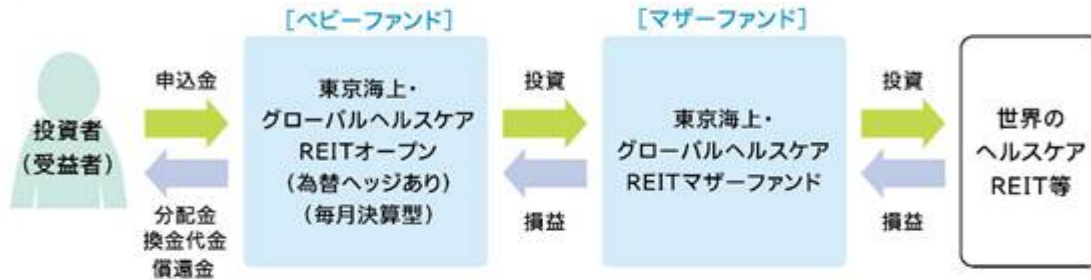 [ベビーファンド]
[マザーファンド]
投資者
(受益者)
申込金
分配金
換金代金
償還金
東京海上・
グローバルヘルスケア
REITオープン
(為替ヘッジあり)
(毎月決算型)
投資
損益
東京海上・
グローバルヘルスケア
REITマザーファンド
投資
損益
世界の
ヘルスケア
REIT等